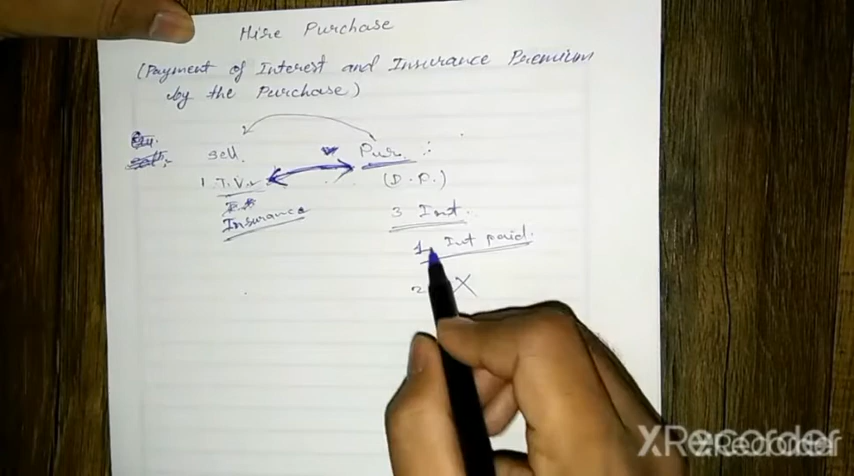 Hire Purchase
(Payment of Interest and Insurance Premium
by the Purchase)
Sell. Pur. :
1. T.V. (D.P.)
Insurance 3 Int.
1. Int paid.
2 X
XRecorder
XRecorder